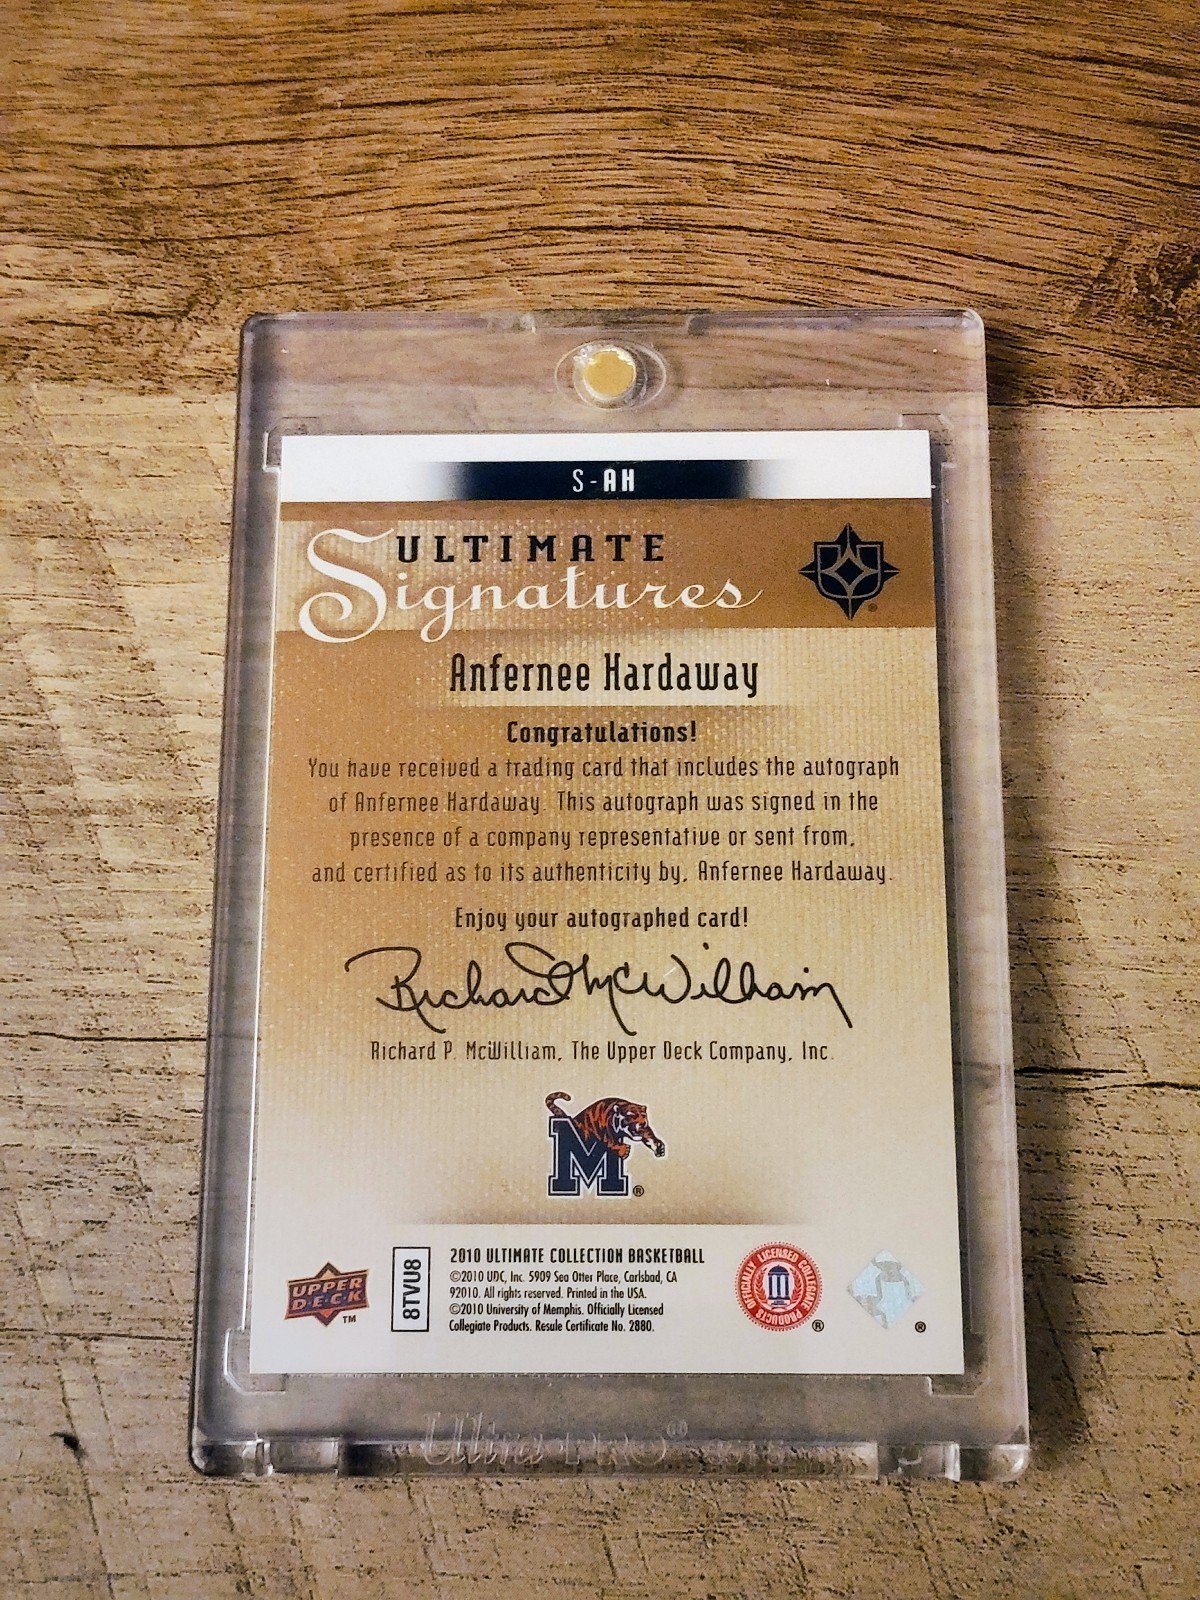 S-AH
ULTIMATE
Signatures
Anfernee Hardaway
Congratulations!
You have received a trading card that includes the autograph
of Anfernee Hardaway. This autograph was signed in the
presence of a company representative or sent from,
and certified as to its authenticity by, Anfernee Hardaway.
Enjoy your autographed card!
Richard McWilliam
Richard P. McWilliam, The Upper Deck Company, Inc.
M ®
UPPER
DECK
TM
8TVU8
2010 ULTIMATE COLLECTION BASKETBALL
©2010 UDC, Inc. 5909 Sea Otter Place, Carlsbad, CA
92010. All rights reserved. Printed in the USA.
©2010 University of Memphis. Officially Licensed
Collegiate Products. Resale Certificate No. 2880.
OFFICIALLY LICENSED COLLEGIATE PRODUCTS ®
®
Ultra PRO